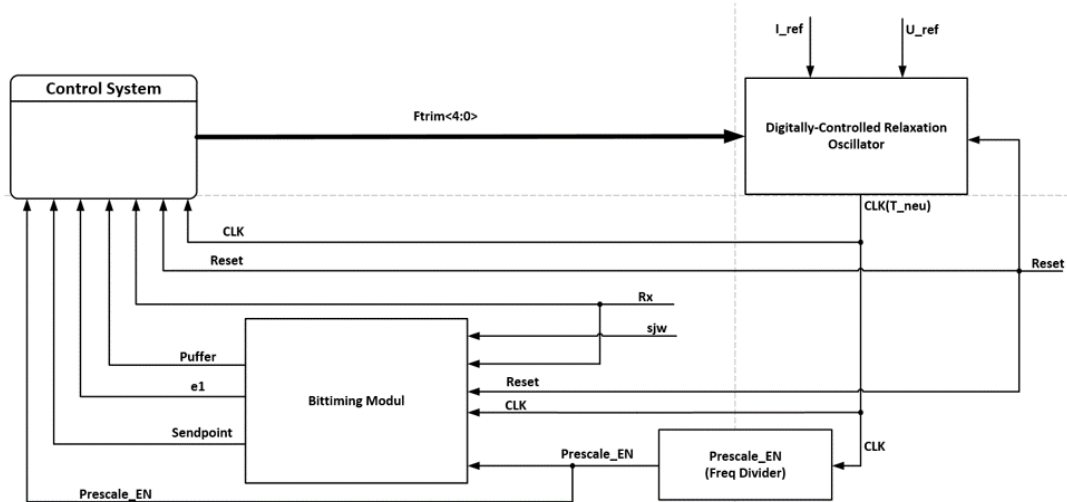 I_ref
U_ref
Control System
Ftrim<4:0>
Digitally-Controlled Relaxation
Oscillator
CLK(T_neu)
CLK
Reset
Reset
Rx
sjw
Puffer
Reset
e1
Bittiming Modul
CLK
Sendpoint
CLK
Prescale_EN
Prescale_EN
(Freq Divider)
Prescale_EN